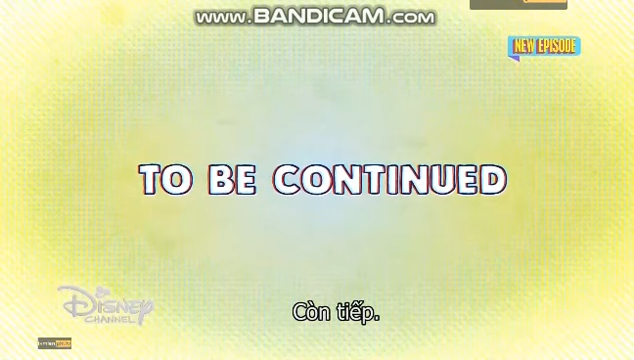 www.BANDICAM.com
NEW EPISODE
TO BE CONTINUED
Disney
CHANNEL
Còn tiếp.